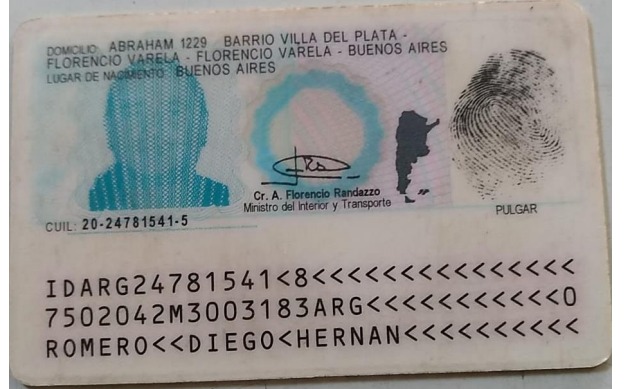 DOMICILIO: ABRAHAM 1229 BARRIO VILLA DEL PLATA -
FLORENCIO VARELA - FLORENCIO VARELA - BUENOS AIRES
LUGAR DE NACIMIENTO: BUENOS AIRES
Cr. A. Florencio Randazzo
Ministro del Interior y Transporte
PULGAR
CUIL: 20-24781541-5
IDARG24781541<8<<<<<<<<<<<<<<<
7502042M3003183ARG<<<<<<<<<<<0
ROMERO<<DIEGO<HERNAN<<<<<<<<<<